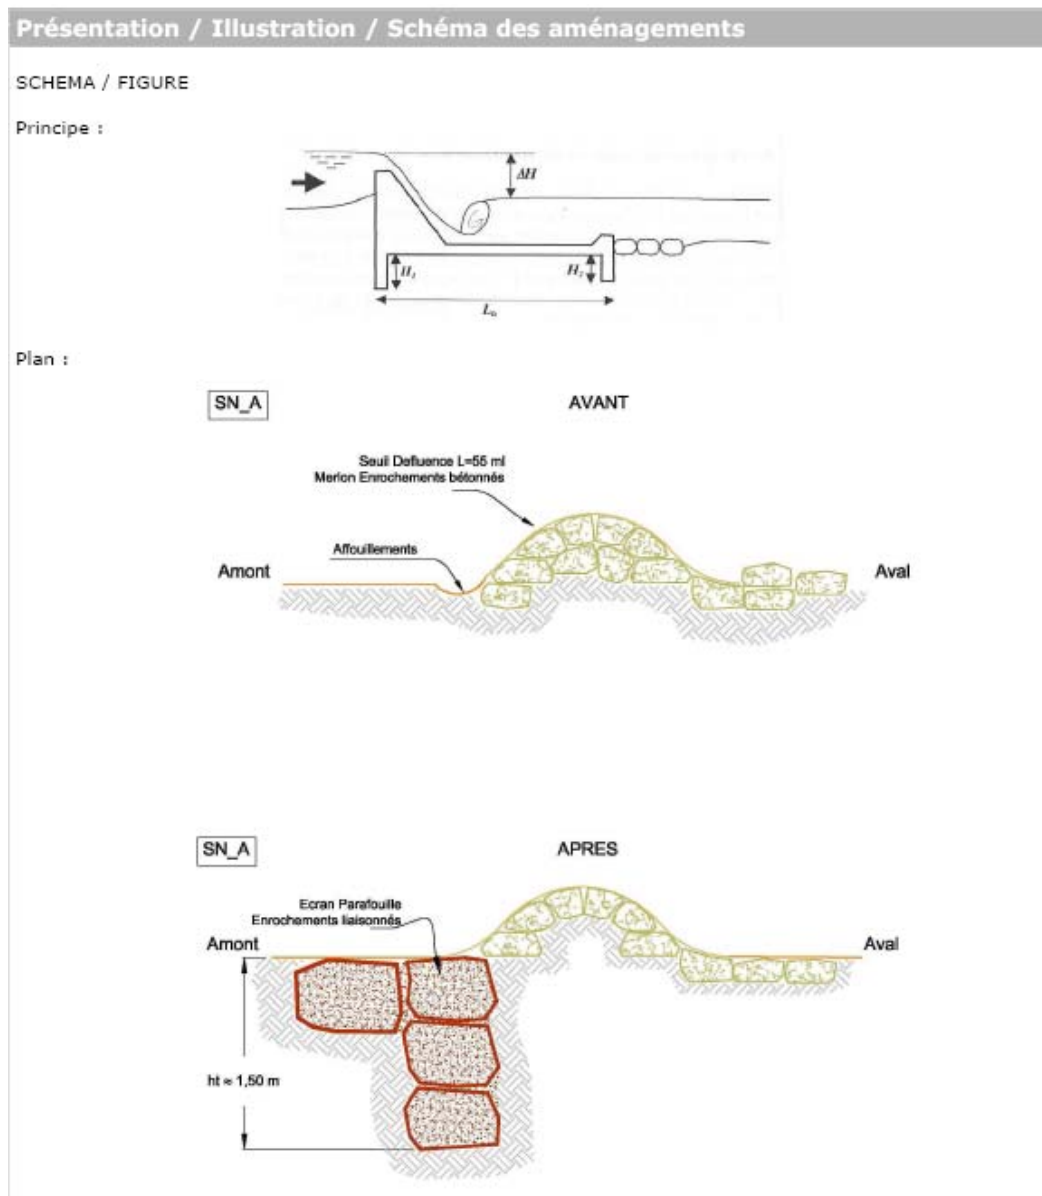 Présentation / Illustration / Schéma des aménagements
SCHEMA / FIGURE
Principe :
ΔH
H₁
H₂
Plan :
SN_A
AVANT
Seuil Defluence L=55 ml
Merlon Enrochements bétonnés
Affouillements
Amont
Aval
SN_A
APRES
Ecran Parafouille
Enrochements liaisonnés
Amont
Aval
ht ≈ 1,50 m